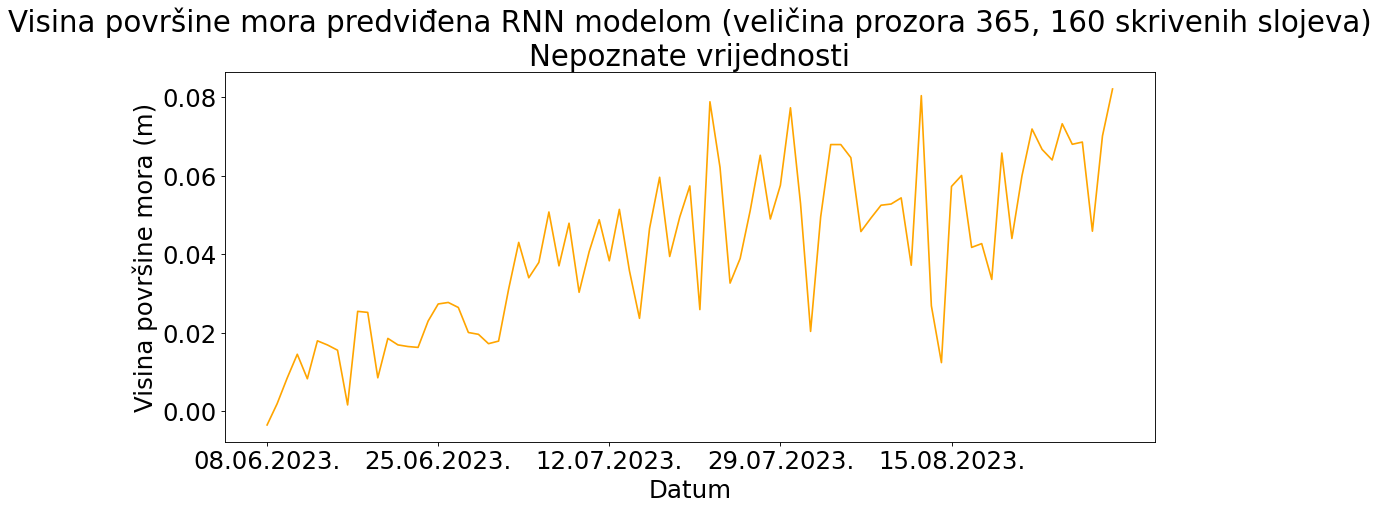 Visina površine mora predviđena RNN modelom (veličina prozora 365, 160 skrivenih slojeva)
Nepoznate vrijednosti
Visina površine mora (m)
0.08
0.06
0.04
0.02
0.00
08.06.2023. 25.06.2023. 12.07.2023. 29.07.2023. 15.08.2023.
Datum